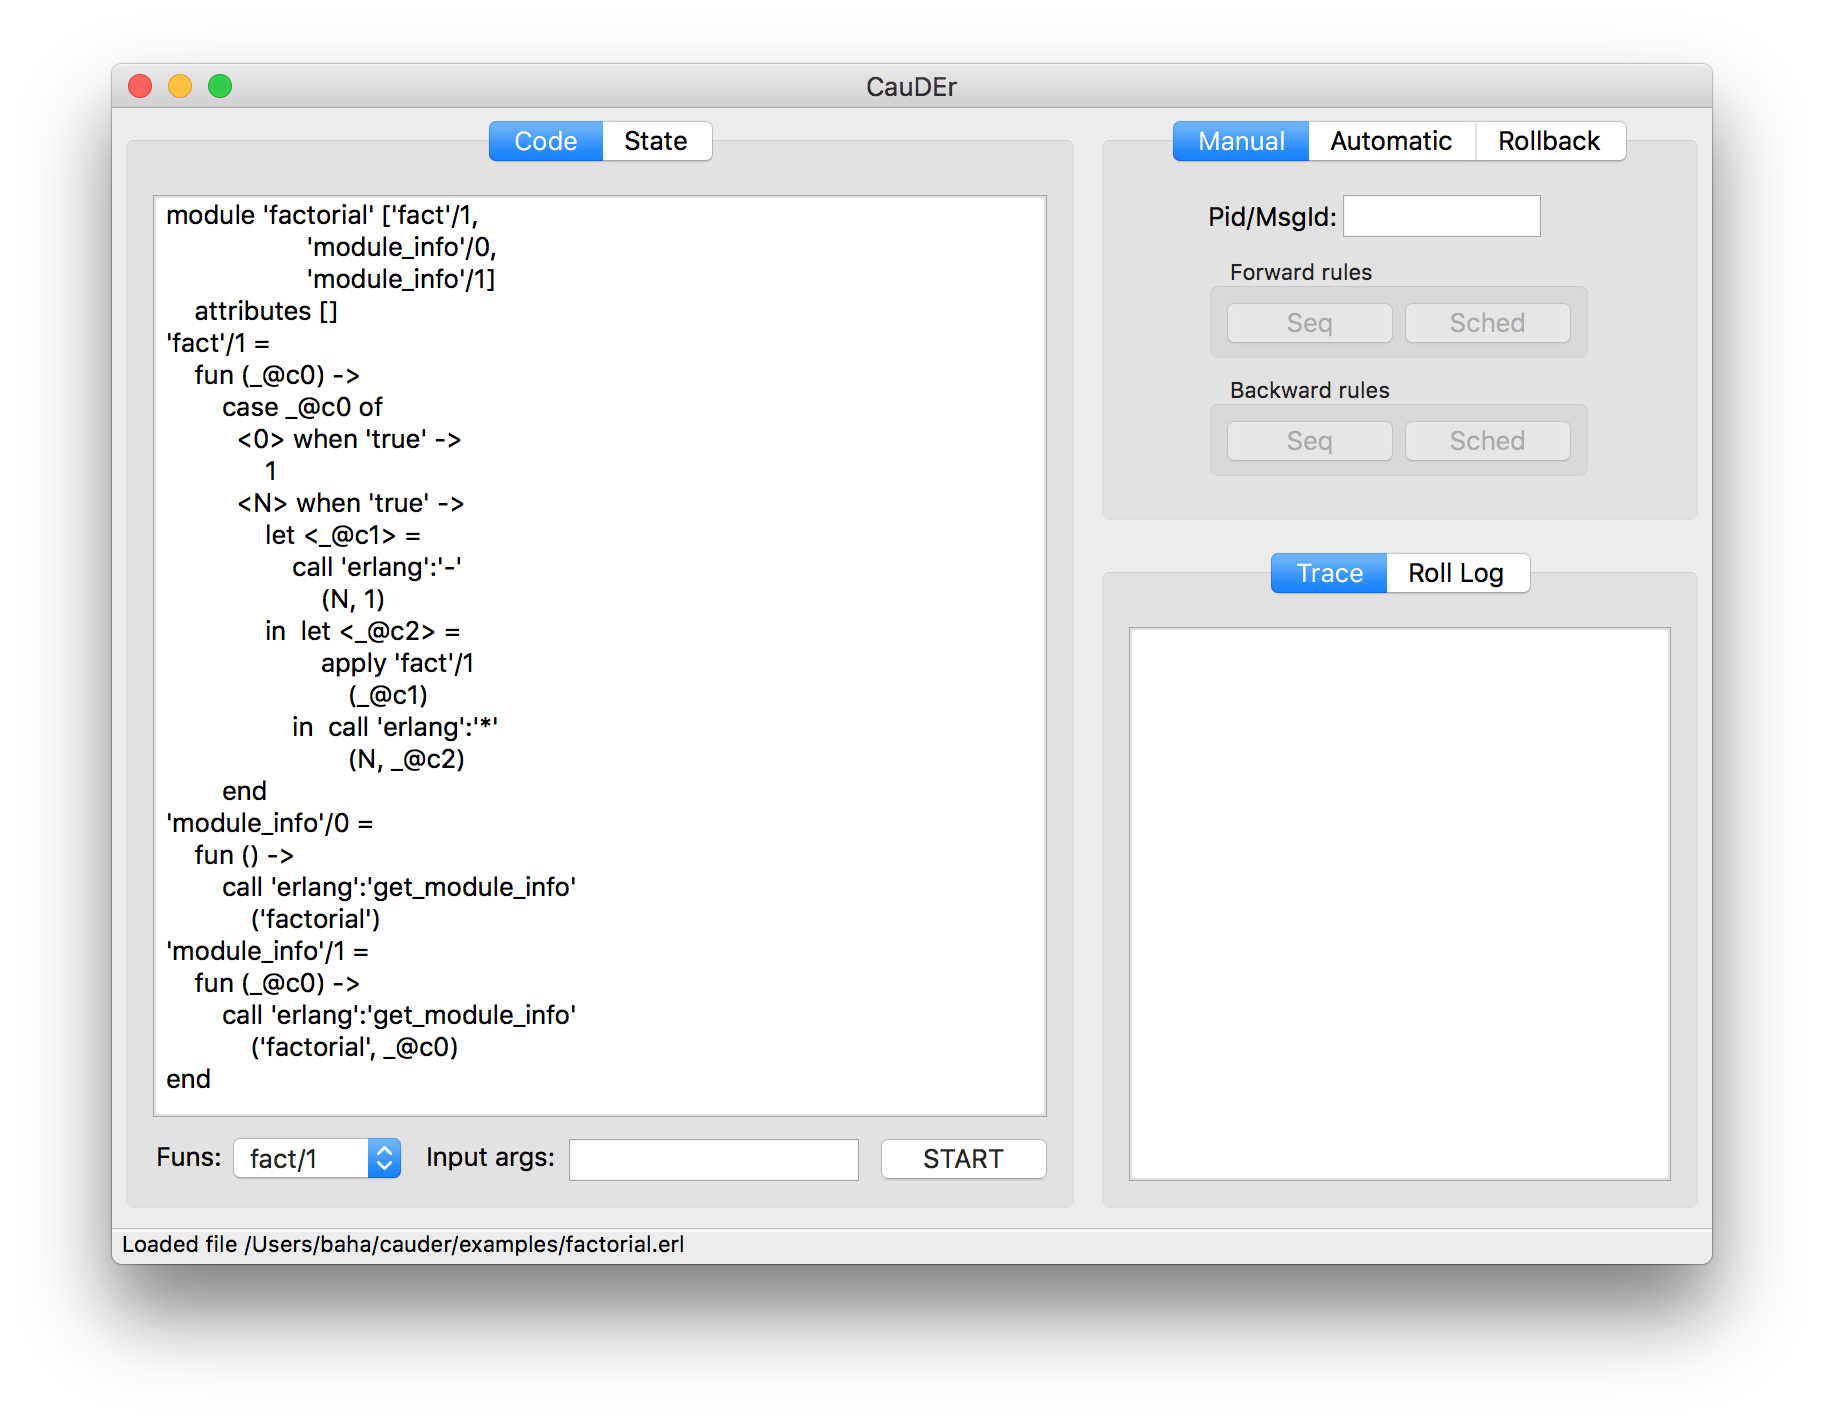 CauDEr
Code State
module 'factorial' ['fact'/1,
'module_info'/0,
'module_info'/1]
attributes []
'fact'/1 =
fun (_@c0) ->
case _@c0 of
<0> when 'true' ->
1
<N> when 'true' ->
let <_@c1> =
call 'erlang':'-'
(N, 1)
in  let <_@c2> =
apply 'fact'/1
(_@c1)
in  call 'erlang':'*'
(N, _@c2)
end
'module_info'/0 =
fun () ->
call 'erlang':'get_module_info'
('factorial')
'module_info'/1 =
fun (_@c0) ->
call 'erlang':'get_module_info'
('factorial', _@c0)
end
Funs: fact/1 Input args: START
Manual Automatic Rollback
Pid/MsgId:
Forward rules
Seq Sched
Backward rules
Seq Sched
Trace Roll Log
Loaded file /Users/baha/cauder/examples/factorial.erl